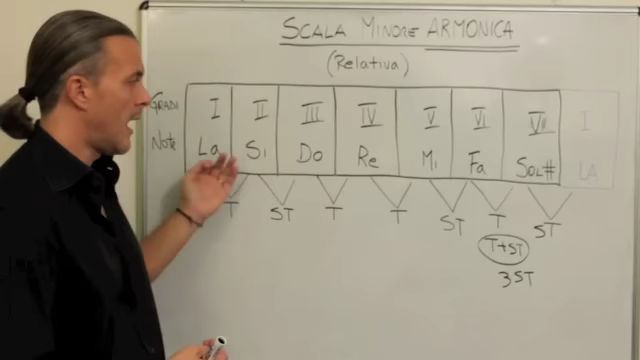 SCALA MINORE ARMONICA
(Relativa)
GRADI I II III IV V VI VII I
Note La Si Do Re Mi Fa SOL# LA
T ST T T ST T ST
T+ST
3ST